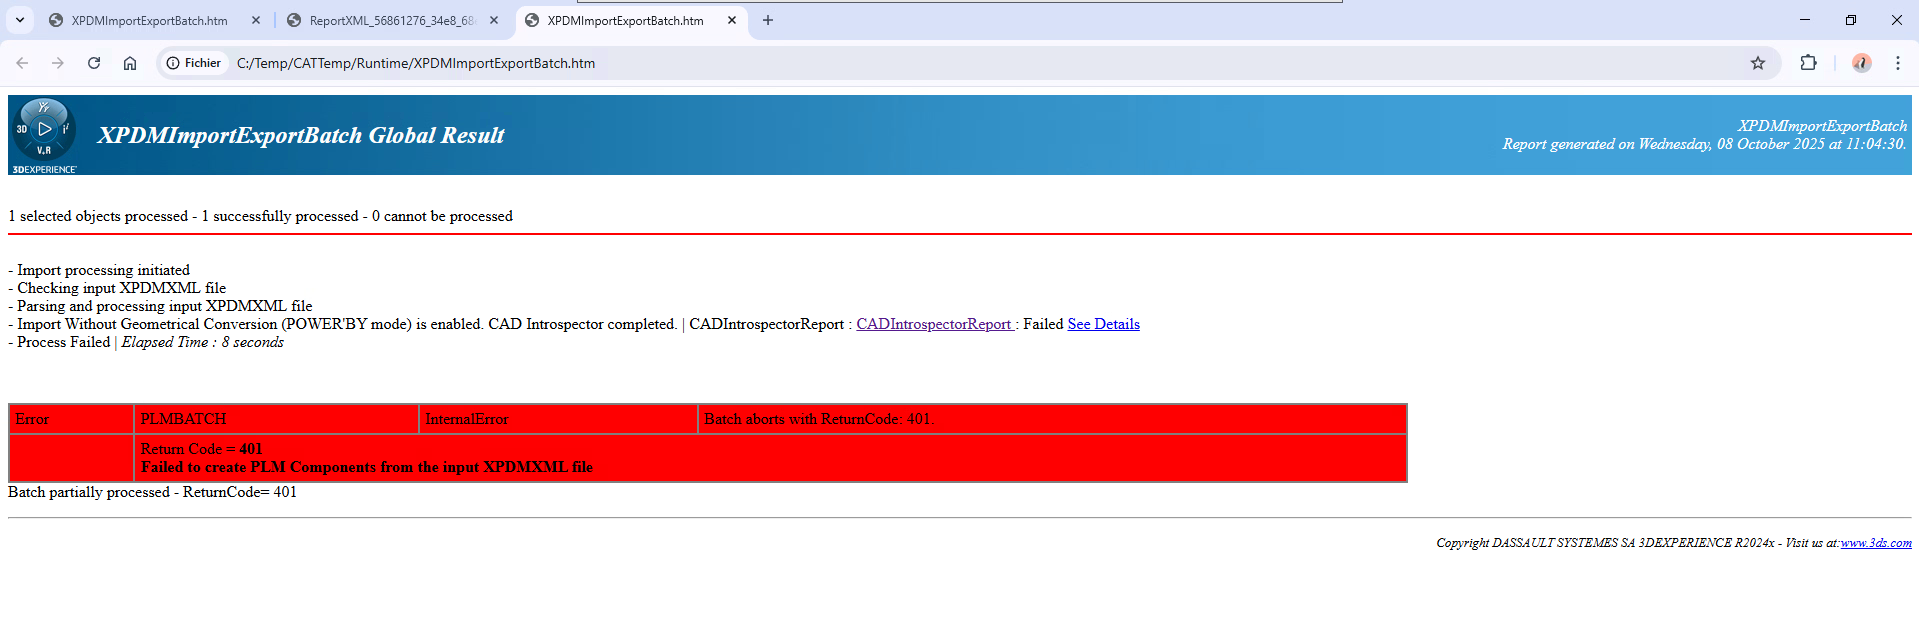 XPDMImportExportBatch.htm
ReportXML_56861276_34e8_68
XPDMImportExportBatch.htm
Fichier
C:/Temp/CATTemp/Runtime/XPDMImportExportBatch.htm
3D
V.R
3DEXPERIENCE
XPDMImportExportBatch Global Result
XPDMImportExportBatch
Report generated on Wednesday, 08 October 2025 at 11:04:30.
1 selected objects processed - 1 successfully processed - 0 cannot be processed
- Import processing initiated
- Checking input XPDMXML file
- Parsing and processing input XPDMXML file
- Import Without Geometrical Conversion (POWER'BY mode) is enabled. CAD Introspector completed. | CADIntrospectorReport : CADIntrospectorReport : Failed See Details
- Process Failed | Elapsed Time : 8 seconds
Error PLMBATCH InternalError Batch aborts with ReturnCode: 401.
Return Code = 401
Failed to create PLM Components from the input XPDMXML file
Batch partially processed - ReturnCode= 401
Copyright DASSAULT SYSTEMES SA 3DEXPERIENCE R2024x - Visit us at:www.3ds.com